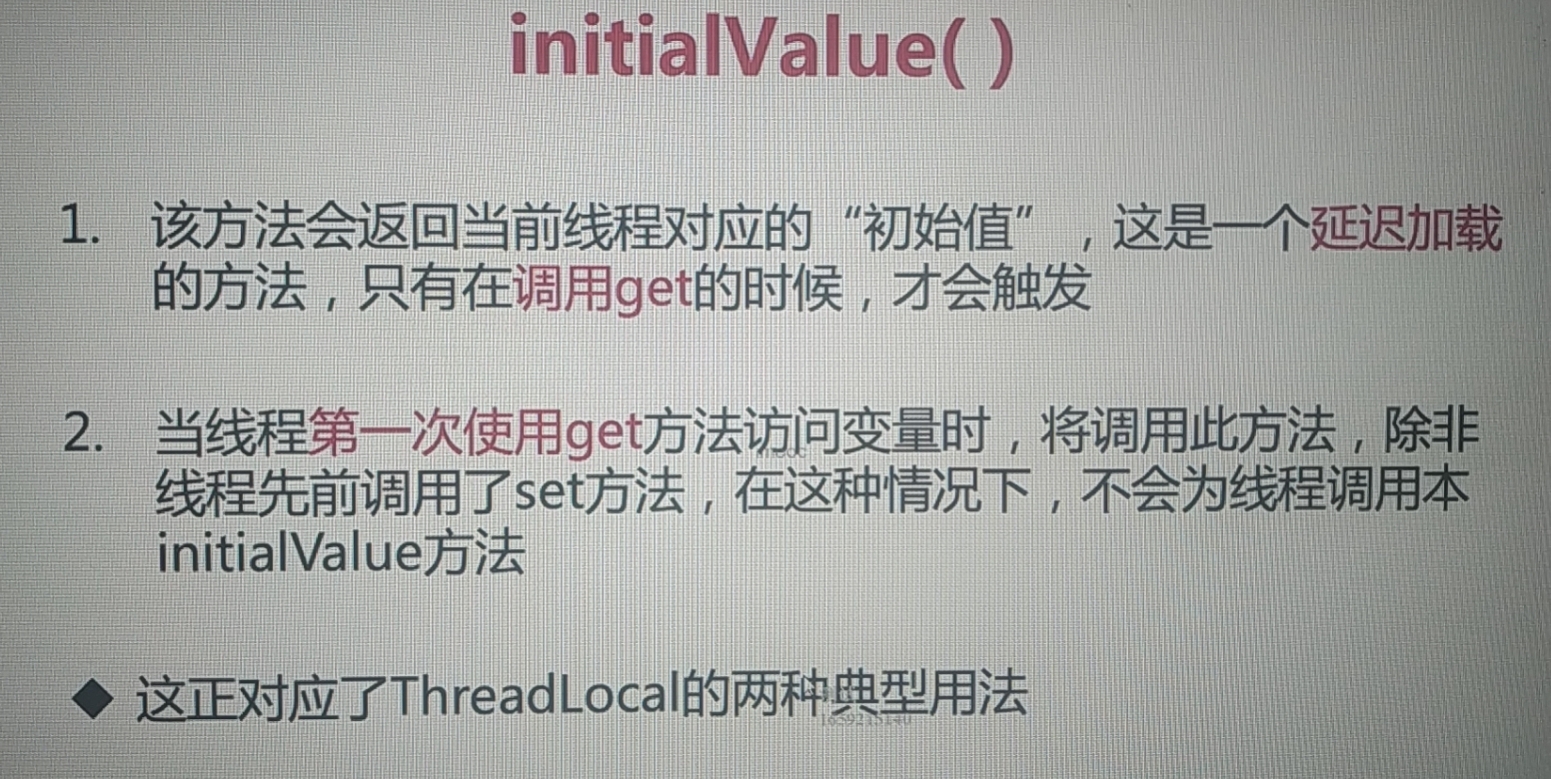 initialValue( )
1. 该方法会返回当前线程对应的“初始值”，这是一个延迟加载
的方法，只有在调用get的时候，才会触发
2. 当线程第一次使用get方法访问变量时，将调用此方法，除非
线程先前调用了set方法，在这种情况下，不会为线程调用本
initialValue方法
◆ 这正对应了ThreadLocal的两种典型用法